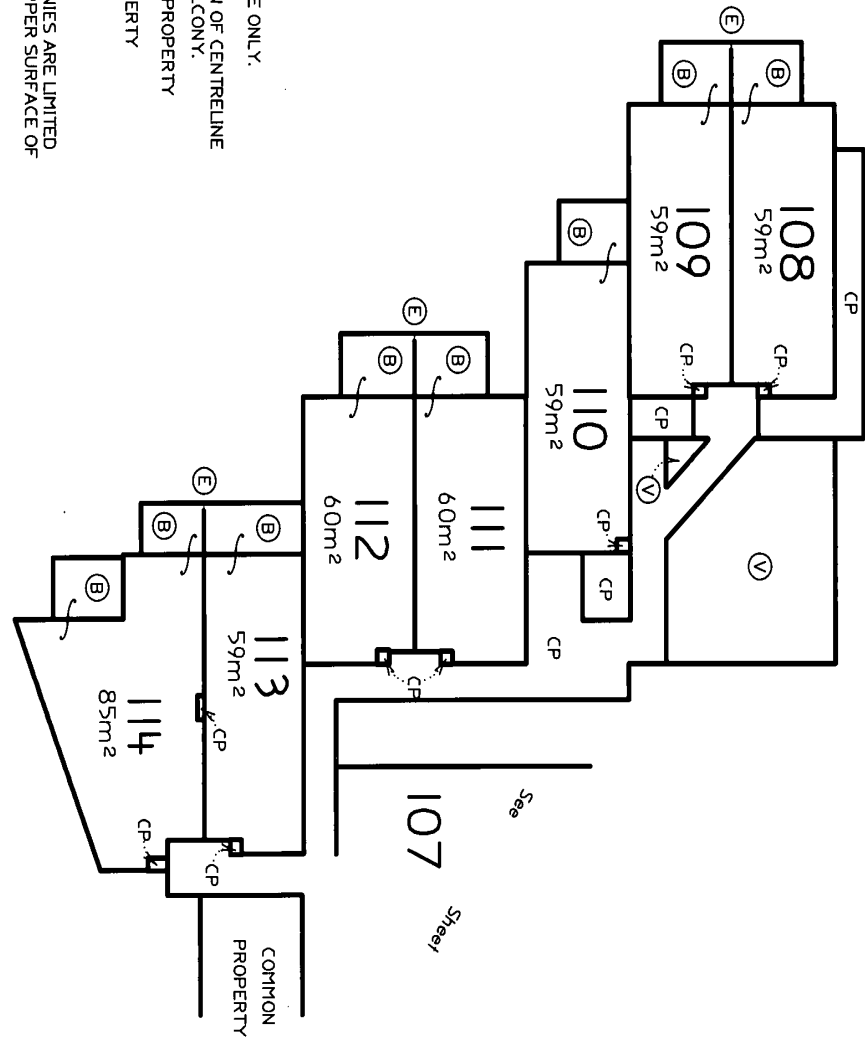 E ONLY.
N OF CENTRELINE
LCONY.
PROPERTY
ERTY
NIES ARE LIMITED
PPER SURFACE OF
E
B
B
108
59m²
109
59m²
CP
CP
CP
CP
B
110
59m²
CP
CP
CP
V
V
E
B
B
111
60m²
112
60m²
CP
E
B
B
B
113
59m²
114
85m²
CP
CP
CP
107
See
Sheet
COMMON
PROPERTY